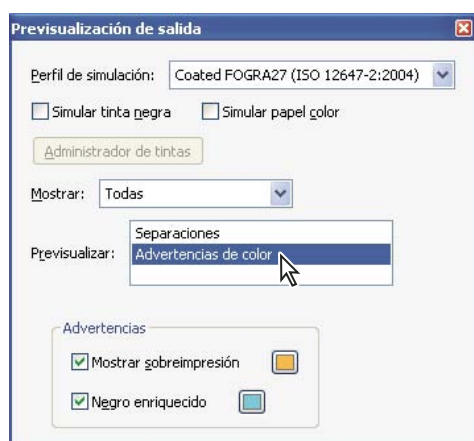 Previsualización de salida
Perfil de simulación: Coated FOGRA27 (ISO 12647-2:2004)
Simular tinta negra Simular papel color
Administrador de tintas
Mostrar: Todas
Separaciones
Previsualizar: Advertencias de color
Advertencias
Mostrar sobreimpresión
Negro enriquecido